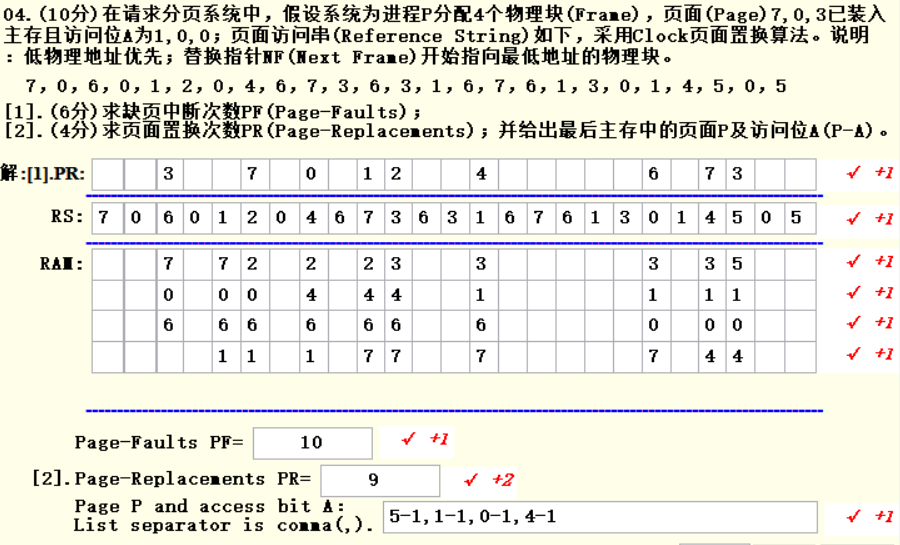 04.(10分)在请求分页系统中，假设系统为进程P分配4个物理块(Frame)，页面(Page)7,0,3已装入
主存且访问位A为1,0,0；页面访问串(Reference String)如下，采用Clock页面置换算法。说明
：低物理地址优先；替换指针NF(Next Frame)开始指向最低地址的物理块。
7, 0, 6, 0, 1, 2, 0, 4, 6, 7, 3, 6, 3, 1, 6, 7, 6, 1, 3, 0, 1, 4, 5, 0, 5
[1].(6分)求缺页中断次数PF(Page-Faults)；
[2].(4分)求页面置换次数PR(Page-Replacements)；并给出最后主存中的页面P及访问位A(P-A)。
解:[1].PR: 3 7 0 1 2 4 6 7 3 √ +1
RS: 7 0 6 0 1 2 0 4 6 7 3 6 3 1 6 7 6 1 3 0 1 4 5 0 5 √ +1
RAM: 7 7 2 2 2 3 3 3 3 5 √ +1
0 0 0 4 4 4 1 1 1 1 √ +1
6 6 6 6 6 6 6 0 0 0 √ +1
1 1 1 7 7 7 7 4 4 √ +1
Page-Faults PF= 10 √ +1
[2].Page-Replacements PR= 9 √ +2
Page P and access bit A:
List separator is comma(,). 5-1,1-1,0-1,4-1 √ +1